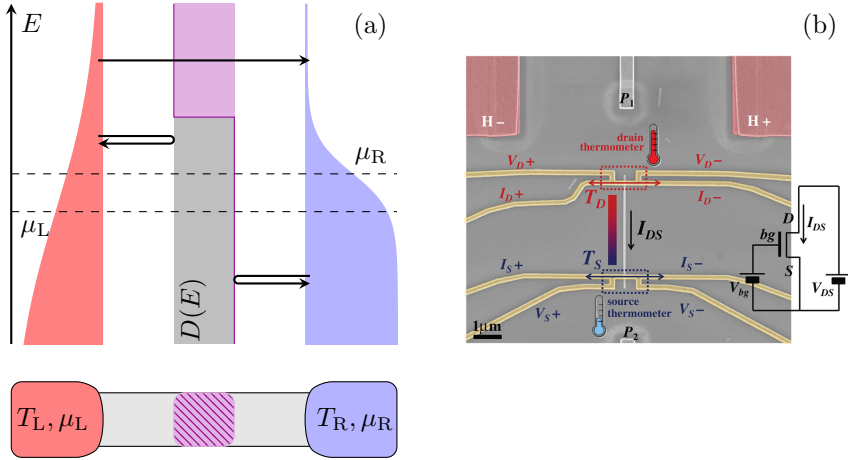 E
(a)
μR
μL
D(E)
TL, μL
TR, μR
(b)
P1
H −
H +
drain
thermometer
VD+
VD−
ID+
ID−
TD
IDS
TS
IS+
IS−
VS+
VS−
source
thermometer
P2
1μm
D
IDS
bg
S
Vbg
VDS